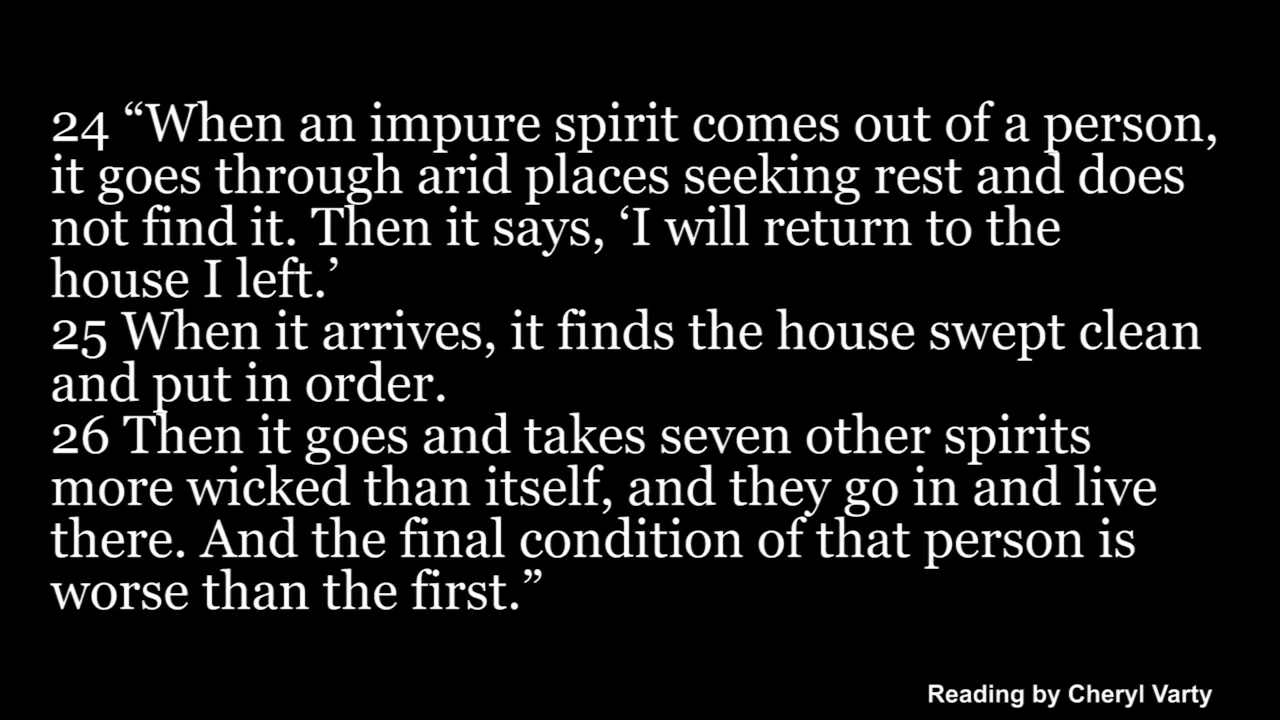 24 “When an impure spirit comes out of a person,
it goes through arid places seeking rest and does
not find it. Then it says, ‘I will return to the
house I left.’
25 When it arrives, it finds the house swept clean
and put in order.
26 Then it goes and takes seven other spirits
more wicked than itself, and they go in and live
there. And the final condition of that person is
worse than the first.”
Reading by Cheryl Varty